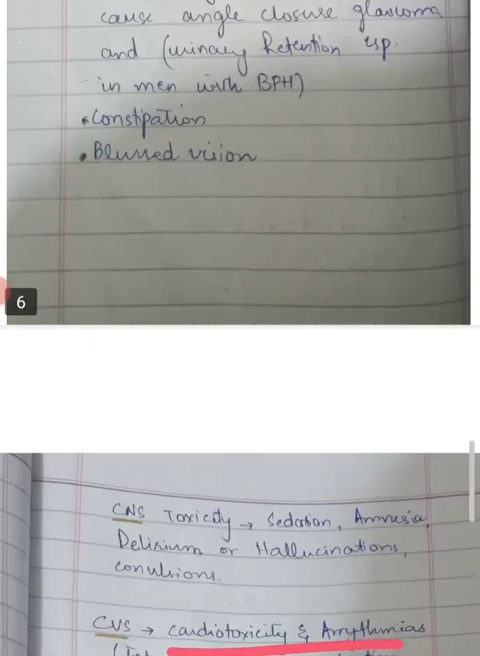 cause angle closure glaucoma
and (urinary Retention esp.
in men with BPH)
• Constipation
• Blurred vision
6
CNS Toxicity → Sedation, Amnesia,
Delirium or Hallucinations,
conulsions.
CVS → cardiotoxicity & Arrythmias